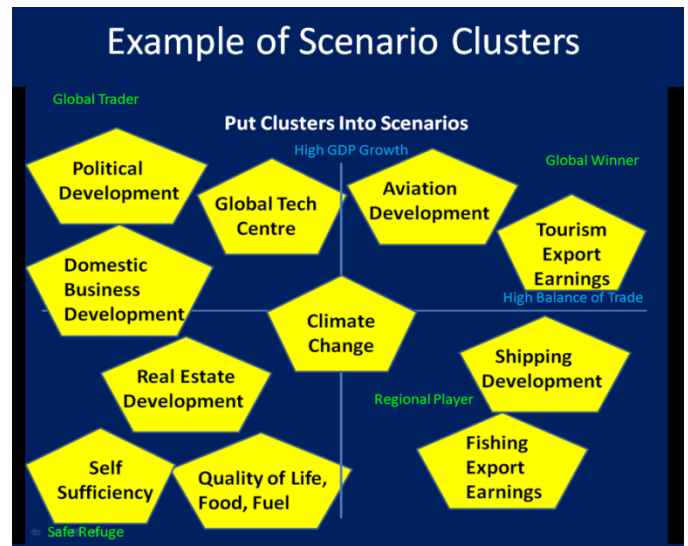 Example of Scenario Clusters
Global Trader
Put Clusters Into Scenarios
High GDP Growth
Global Winner
Political
Development
Global Tech
Centre
Aviation
Development
Tourism
Export
Earnings
Domestic
Business
Development
High Balance of Trade
Climate
Change
Real Estate
Development
Shipping
Development
Regional Player
Self
Sufficiency
Quality of Life,
Food, Fuel
Fishing
Export
Earnings
Safe Refuge